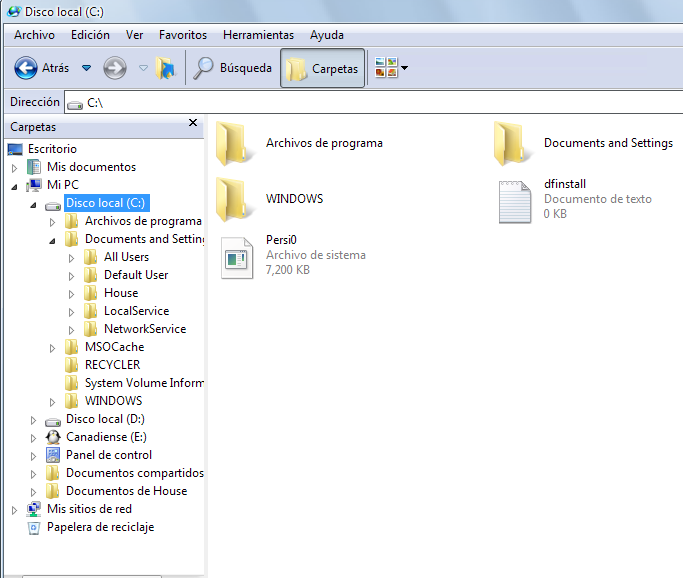 Disco local (C:)
Archivo Edición Ver Favoritos Herramientas Ayuda
Atrás Búsqueda Carpetas
Dirección C:\
Carpetas
Escritorio
Mis documentos
Mi PC
Disco local (C:)
Archivos de programa
Documents and Setting
All Users
Default User
House
LocalService
NetworkService
MSOCache
RECYCLER
System Volume Inform
WINDOWS
Disco local (D:)
Canadiense (E:)
Panel de control
Documentos compartidos
Documentos de House
Mis sitios de red
Papelera de reciclaje
Archivos de programa
Documents and Settings
WINDOWS
dfinstall
Documento de texto
0 KB
Persi0
Archivo de sistema
7,200 KB